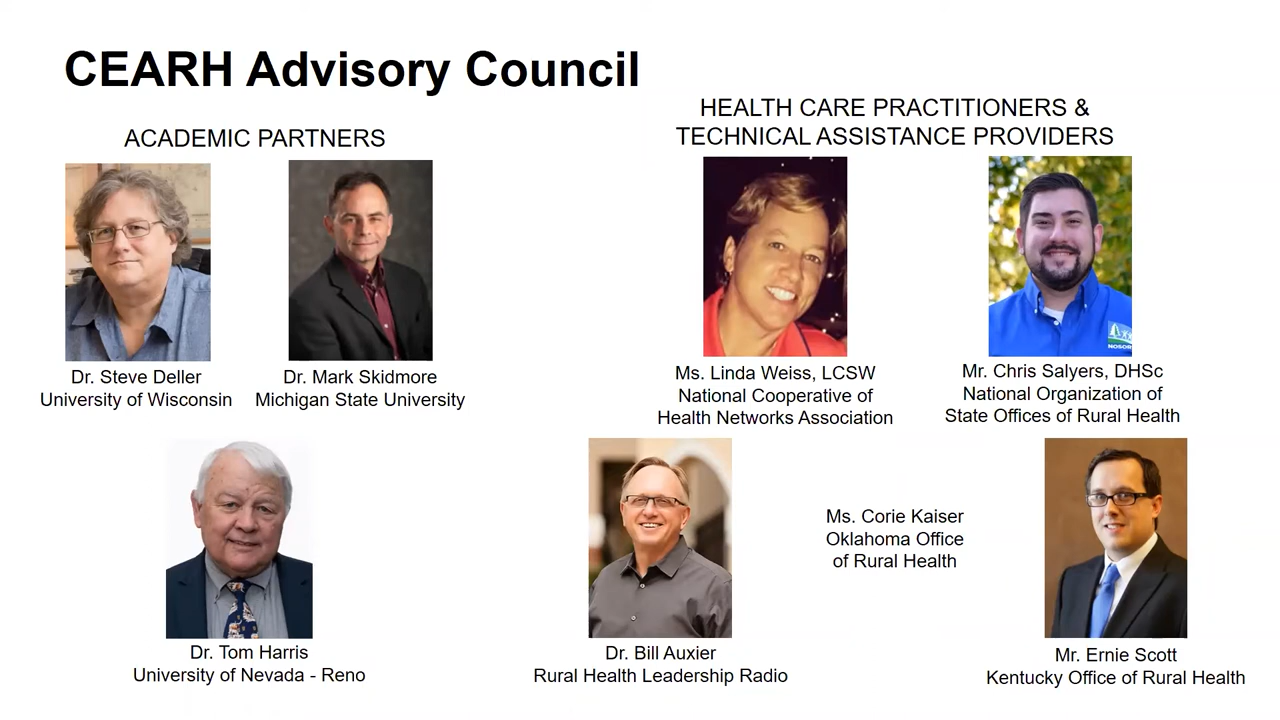 CEARH Advisory Council
ACADEMIC PARTNERS
HEALTH CARE PRACTITIONERS &
TECHNICAL ASSISTANCE PROVIDERS
Dr. Steve Deller
University of Wisconsin
Dr. Mark Skidmore
Michigan State University
Ms. Linda Weiss, LCSW
National Cooperative of
Health Networks Association
NOSOR
Mr. Chris Salyers, DHSc
National Organization of
State Offices of Rural Health
Dr. Tom Harris
University of Nevada - Reno
Dr. Bill Auxier
Rural Health Leadership Radio
Ms. Corie Kaiser
Oklahoma Office
of Rural Health
Mr. Ernie Scott
Kentucky Office of Rural Health